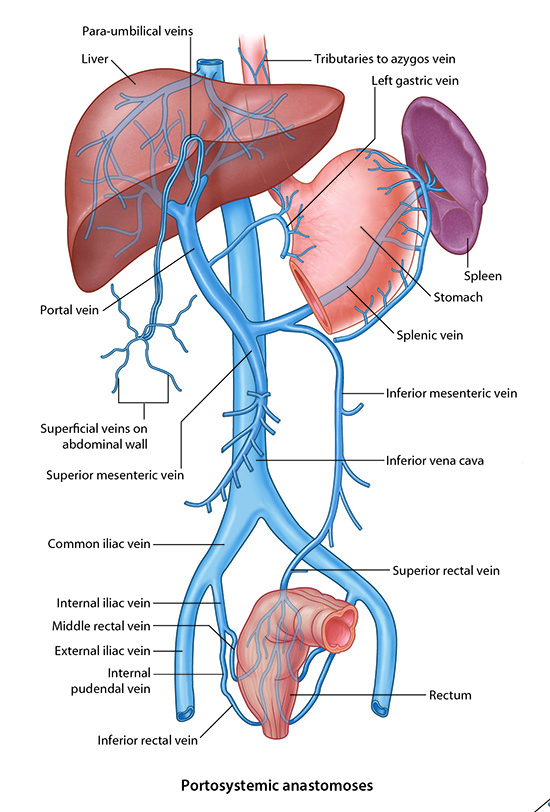 Para-umbilical veins
Liver
Tributaries to azygos vein
Left gastric vein
Spleen
Stomach
Portal vein
Splenic vein
Inferior mesenteric vein
Superficial veins on
abdominal wall
Superior mesenteric vein
Inferior vena cava
Common iliac vein
Superior rectal vein
Internal iliac vein
Middle rectal vein
External iliac vein
Internal
pudendal vein
Rectum
Inferior rectal vein
Portosystemic anastomoses